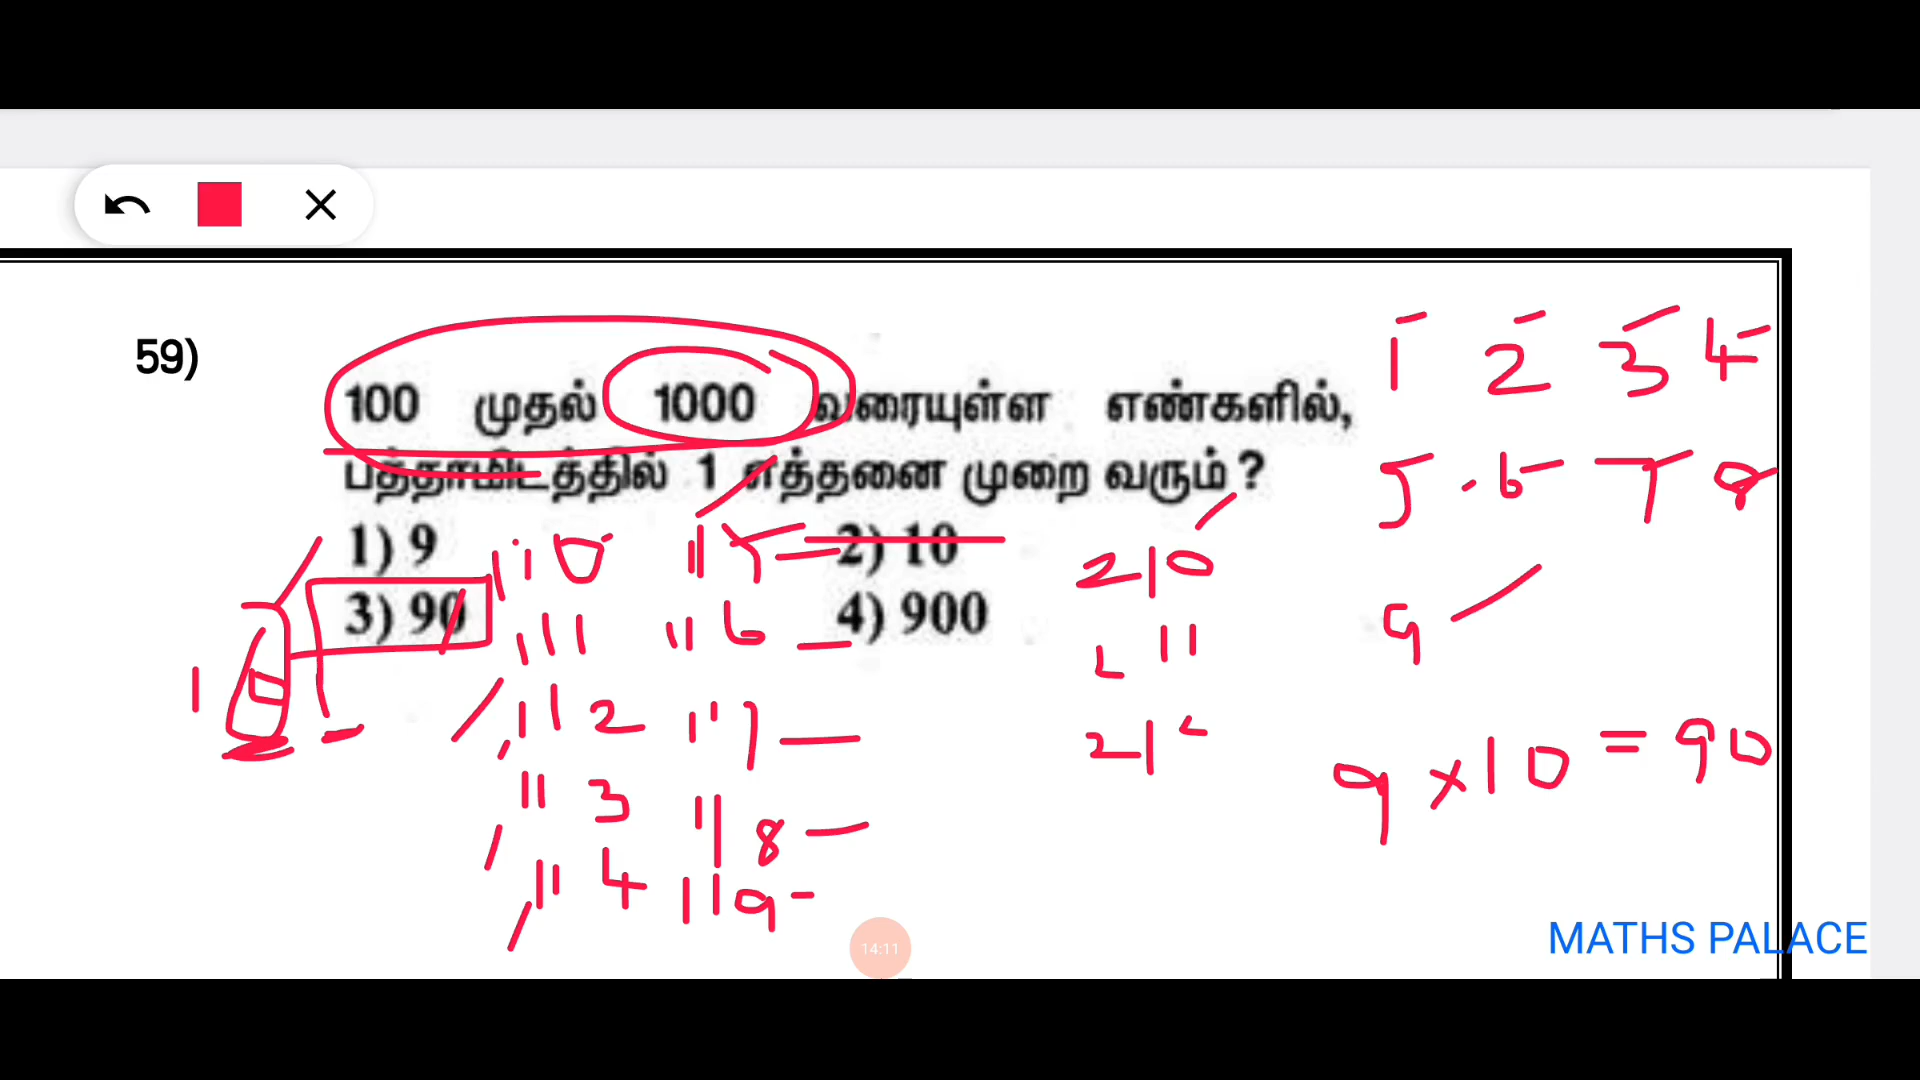 59)
100 முதல் 1000 வரையுள்ள எண்களில்,
பத்தாமிடத்தில் 1 எத்தனை முறை வரும் ?
1) 9
2) 10
3) 90
4) 900
1 2 3 4
5 6 7 8
9
9 x 10 = 90
110 115
111 116
112 117
113 118
114 119
210
211
212
14:11
MATHS PALACE